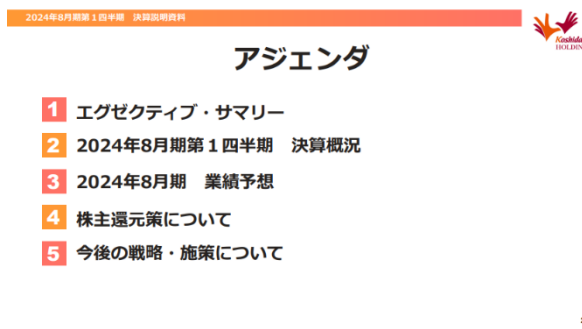 2024年8月期第１四半期 決算説明資料
Koshida
HOLDIN
アジェンダ
1 エグゼクティブ・サマリー
2 2024年8月期第１四半期　決算概況
3 2024年8月期　業績予想
4 株主還元策について
5 今後の戦略・施策について